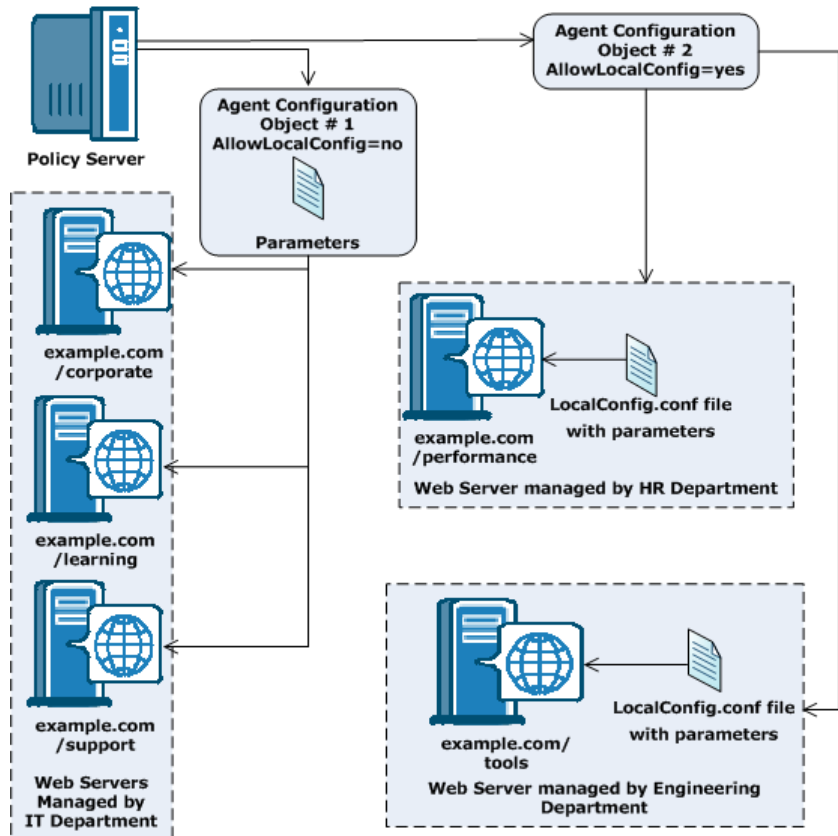 Policy Server
Agent Configuration
Object # 1
AllowLocalConfig=no
Parameters
Agent Configuration
Object # 2
AllowLocalConfig=yes
example.com
/corporate
example.com
/learning
example.com
/support
Web Servers
Managed by
IT Department
example.com
/performance
LocalConfig.conf file
with parameters
Web Server managed by HR Department
example.com/
tools
LocalConfig.conf file
with parameters
Web Server managed by Engineering
Department